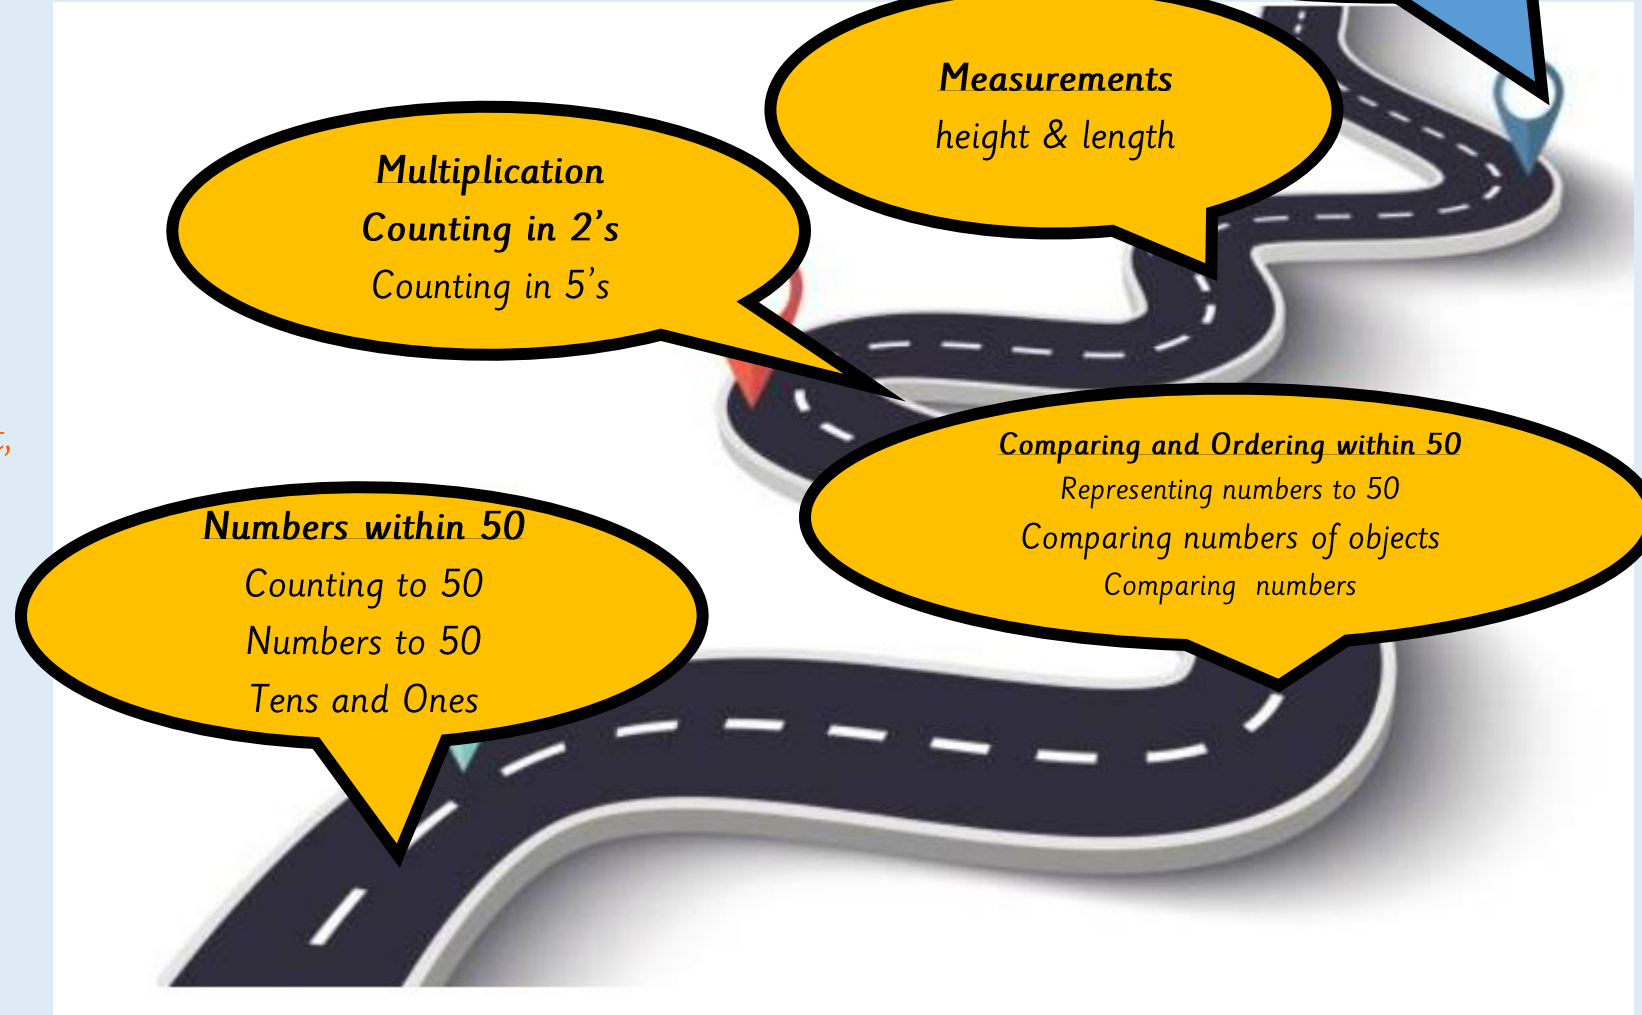 Measurements
height & length
Multiplication
Counting in 2's
Counting in 5's
Comparing and Ordering within 50
Representing numbers to 50
Comparing numbers of objects
Comparing numbers
Numbers within 50
Counting to 50
Numbers to 50
Tens and Ones